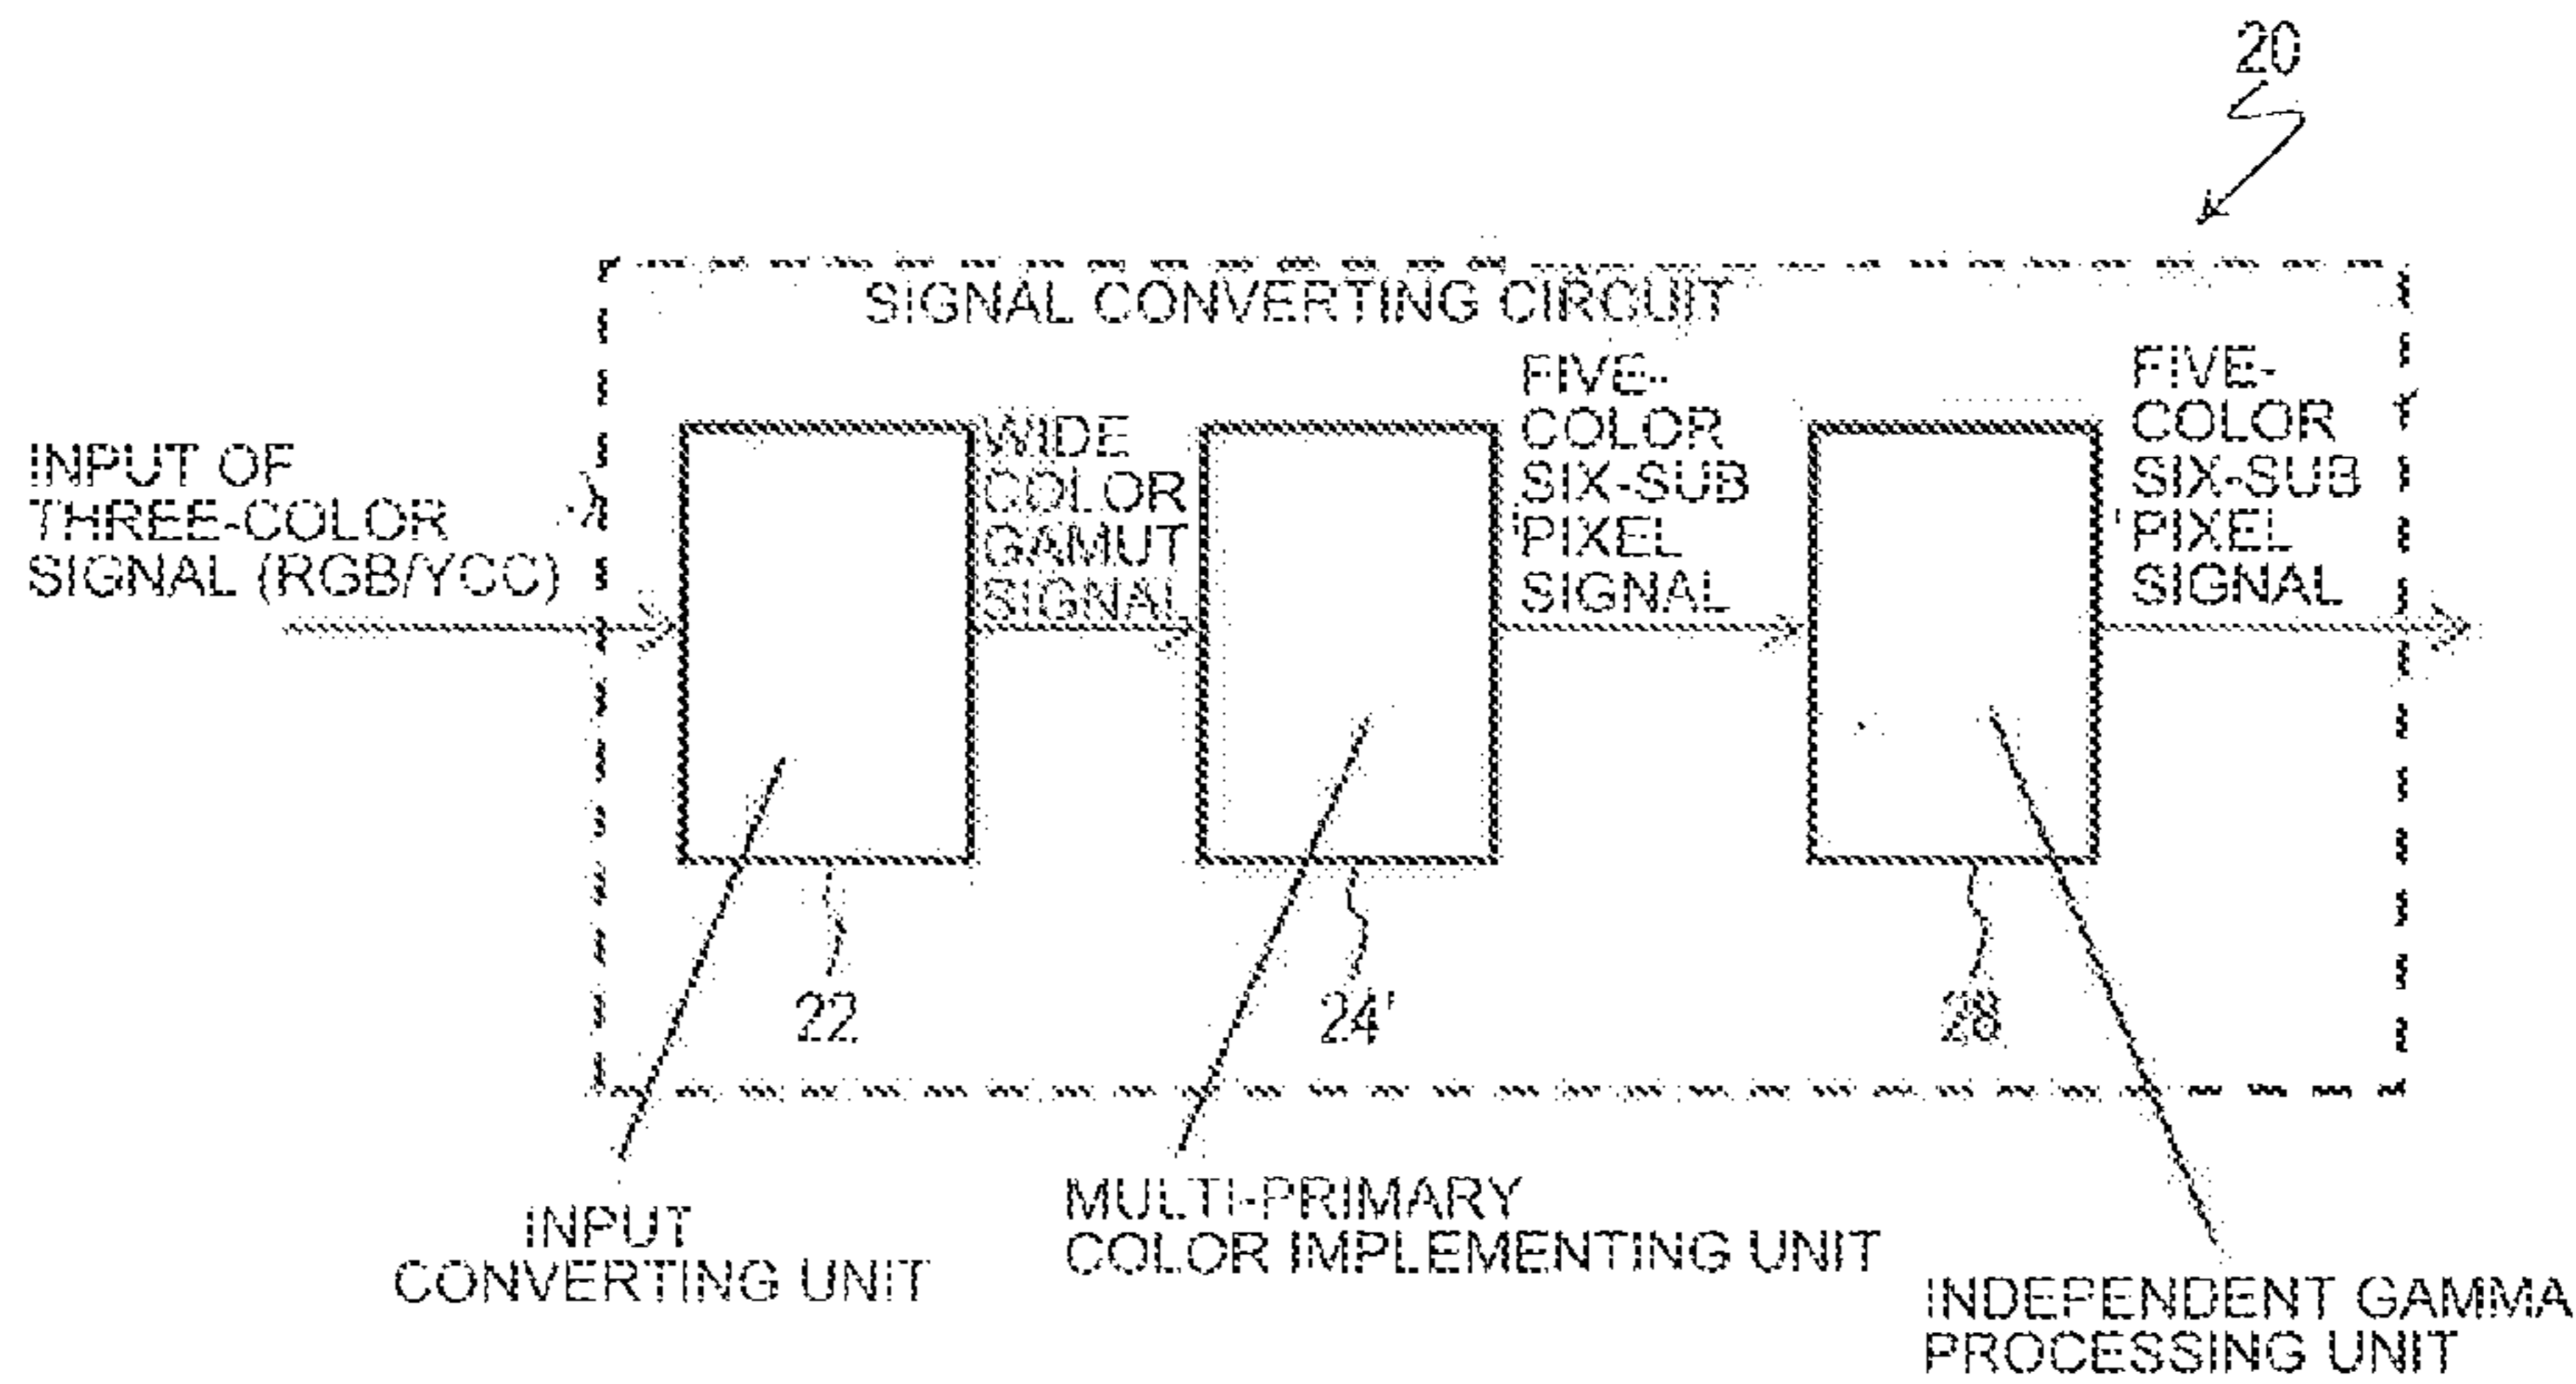 20
SIGNAL CONVERTING CIRCUIT
INPUT OF
THREE-COLOR
SIGNAL (RGB/YCC)
WIDE
COLOR
GAMUT
SIGNAL
FIVE-
COLOR
SIX-SUB
PIXEL
SIGNAL
FIVE-
COLOR
SIX-SUB
PIXEL
SIGNAL
22
24'
28
INPUT
CONVERTING UNIT
MULTI-PRIMARY
COLOR IMPLEMENTING UNIT
INDEPENDENT GAMMA
PROCESSING UNIT